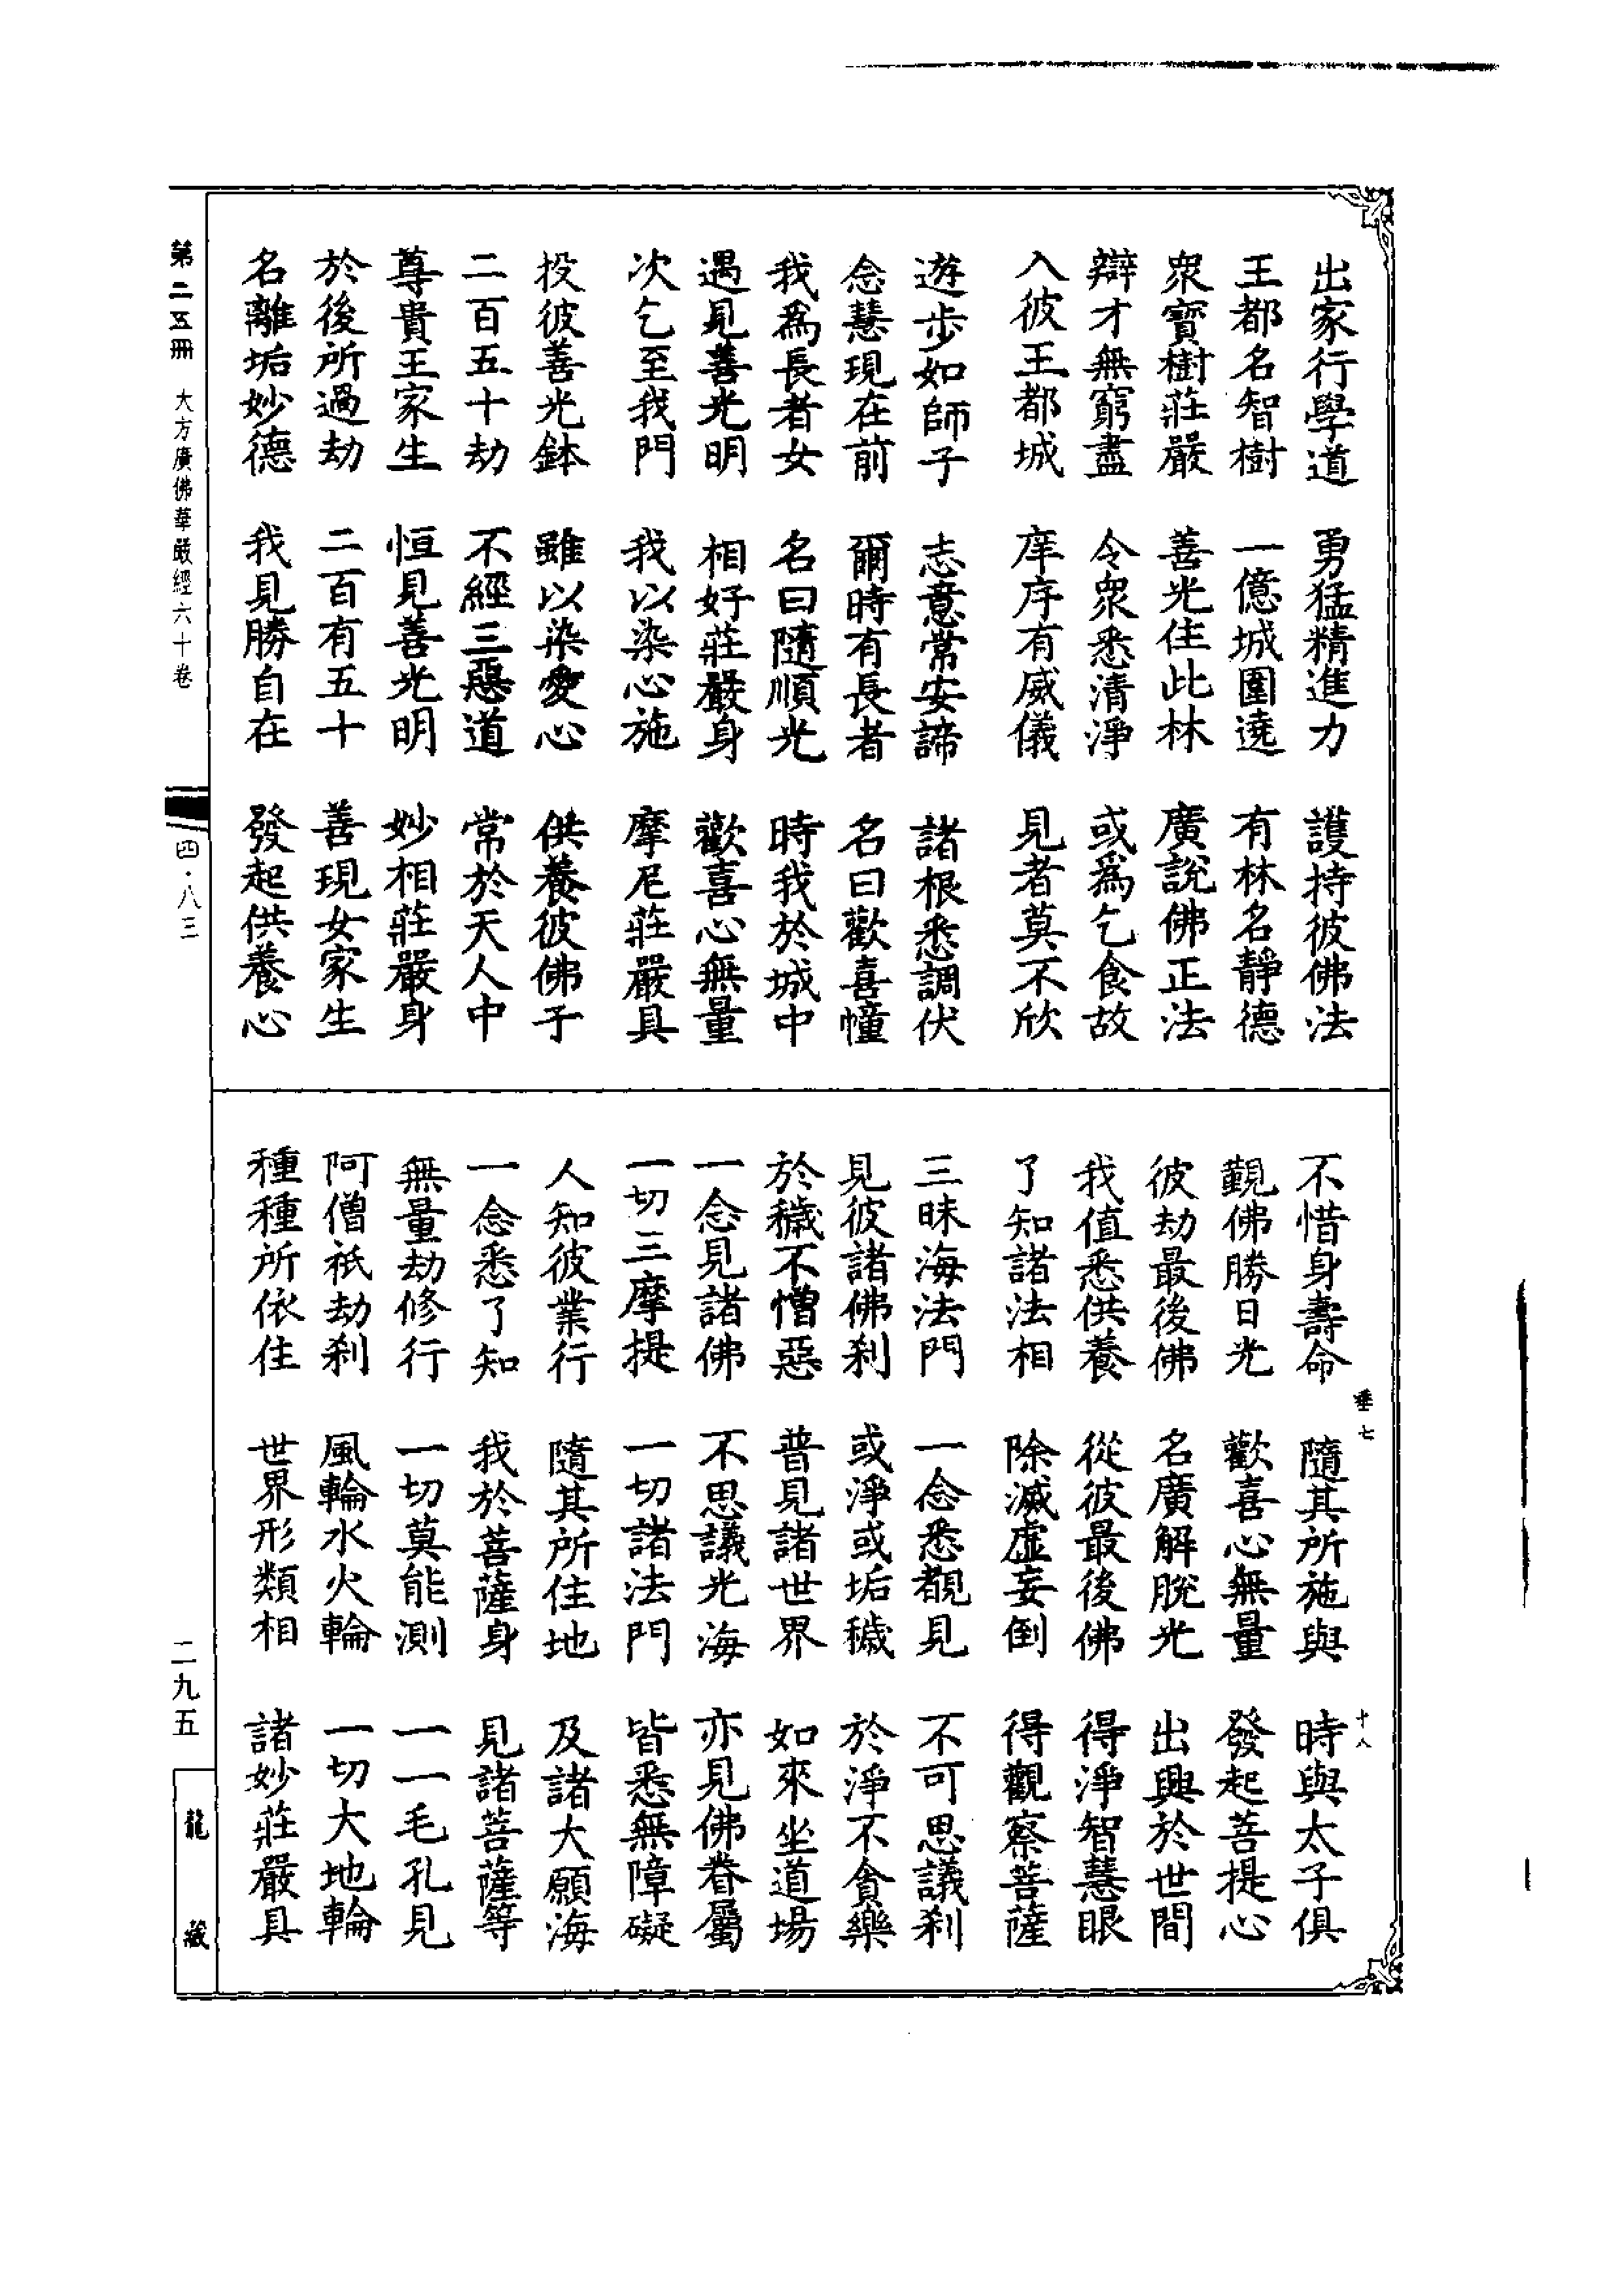 出家行學道　勇猛精進力　護持彼佛法
王都名智樹　一億城圍遶　有林名靜德
衆寶樹莊嚴　善光住此林　廣說佛正法
辯才無窮盡　令衆悉清淨　或爲乞食故
入彼王都城　庠序有威儀　見者莫不欣
遊步如師子　志意常安諦　諸根悉調伏
念慧現在前　爾時有長者　名曰歡喜幢
我爲長者女　名曰隨順光　時我於城中
遇見善光明　相好莊嚴身　歡喜心無量
次乞至我門　我以染心施　摩尼莊嚴具
投彼善光鉢　雖以染愛心　供養彼佛子
二百五十劫　不經三惡道　常於天人中
尊貴王家生　恒見善光明　妙相莊嚴身
於後所過劫　二百有五十　善現女家生
名離垢妙德　我見勝自在　發起供養心
不惜身壽命　隨其所施與　時與太子俱
觀佛勝日光　歡喜心無量　發起菩提心
彼劫最後佛　名廣解脫光　出興於世間
我值悉供養　從彼最後佛　得淨智慧眼
了知諸法相　除滅虛妄倒　得觀察菩薩
三昧海法門　一念悉覩見　不可思議刹
見彼諸佛刹　或淨或垢穢　於淨不貪樂
於穢不憎惡　普見諸世界　如來坐道場
一念見諸佛　不思議光海　亦見佛眷屬
一切三摩提　一切諸法門　皆悉無障礙
人知彼業行　隨其所住地　及諸大願海
一念悉了知　我於菩薩身　見諸菩薩等
無量劫修行　一切莫能測　一一毛孔見
阿僧祇劫刹　風輪水火輪　一切大地輪
種種所依住　世界形類相　諸妙莊嚴具
垂七　十八
第二五冊　大方廣佛華嚴經六十卷　四·八三　二九五
龍藏